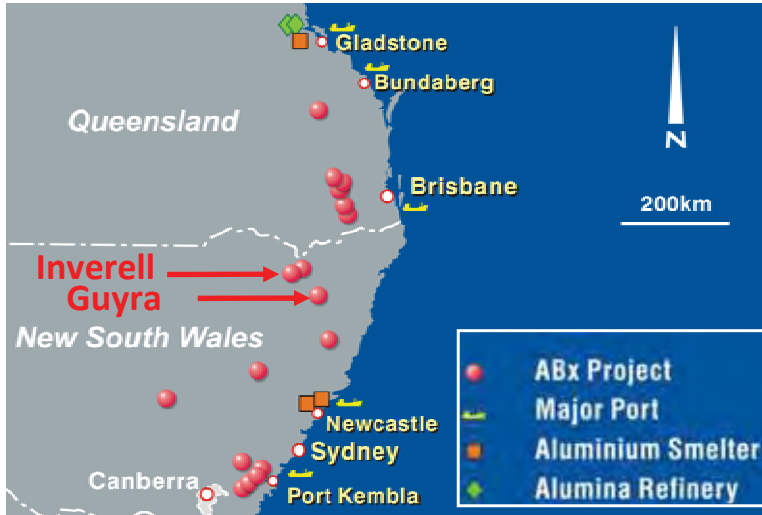 Gladstone
Bundaberg
Queensland
N
Brisbane
200km
Inverell
Guyra
New South Wales
ABx Project
Major Port
Newcastle
Aluminium Smelter
Sydney
Canberra
Alumina Refinery
Port Kembla